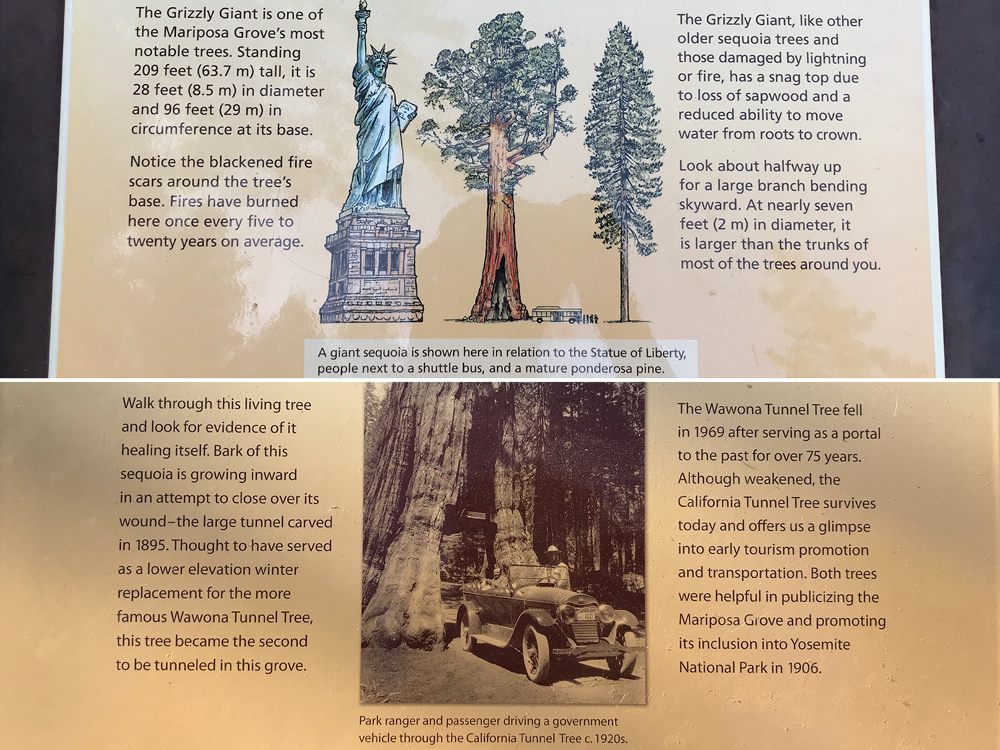 The Grizzly Giant is one of
the Mariposa Grove's most
notable trees. Standing
209 feet (63.7 m) tall, it is
28 feet (8.5 m) in diameter
and 96 feet (29 m) in
circumference at its base.
Notice the blackened fire
scars around the tree's
base. Fires have burned
here once every five to
twenty years on average.
The Grizzly Giant, like other
older sequoia trees and
those damaged by lightning
or fire, has a snag top due
to loss of sapwood and a
reduced ability to move
water from roots to crown.
Look about halfway up
for a large branch bending
skyward. At nearly seven
feet (2 m) in diameter, it
is larger than the trunks of
most of the trees around you.
A giant sequoia is shown here in relation to the Statue of Liberty,
people next to a shuttle bus, and a mature ponderosa pine.
Walk through this living tree
and look for evidence of it
healing itself. Bark of this
sequoia is growing inward
in an attempt to close over its
wound–the large tunnel carved
in 1895. Thought to have served
as a lower elevation winter
replacement for the more
famous Wawona Tunnel Tree,
this tree became the second
to be tunneled in this grove.
Park ranger and passenger driving a government
vehicle through the California Tunnel Tree c. 1920s.
The Wawona Tunnel Tree fell
in 1969 after serving as a portal
to the past for over 75 years.
Although weakened, the
California Tunnel Tree survives
today and offers us a glimpse
into early tourism promotion
and transportation. Both trees
were helpful in publicizing the
Mariposa Grove and promoting
its inclusion into Yosemite
National Park in 1906.